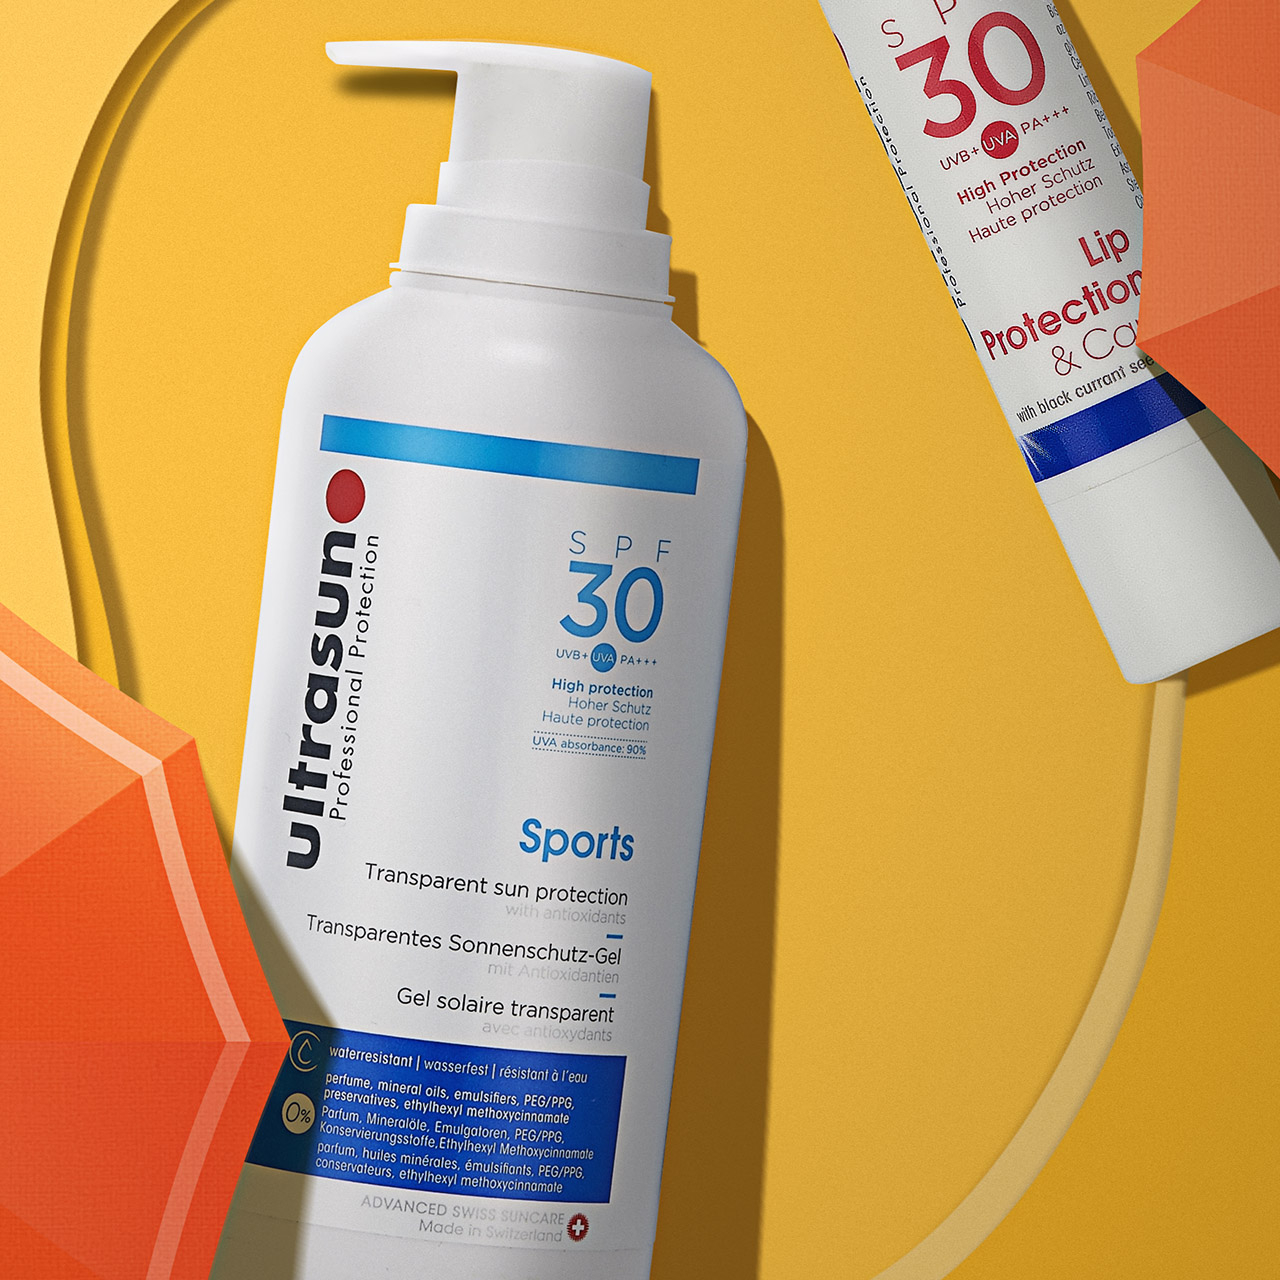 ultrasun
Professional Protection
SPF
30
UVB+ UVA PA+++
High protection
Hoher Schutz
Haute protection
UVA absorbance: 90%
Sports
Transparent sun protection
with antioxidants
Transparentes Sonnenschutz-Gel
mit Antioxidantien
Gel solaire transparent
avec antioxydants
waterresistant | wasserfest | résistant à l'eau
0%
perfume, mineral oils, emulsifiers, PEG/PPG,
preservatives, ethylhexyl methoxycinnamate
Parfum, Mineralöle, Emulgatoren, PEG/PPG,
Konservierungsstoffe, Ethylhexyl Methoxycinnamate
parfum, huiles minérales, émulsifiants, PEG/PPG,
conservateurs, ethylhexyl methoxycinnamate
ADVANCED SWISS SUNCARE
Made in Switzerland
SP
30
UVB+ UVA PA+++
High Protection
Hoher Schutz
Haute protection
Lip
Protection
&
with black currant
Professional Protection